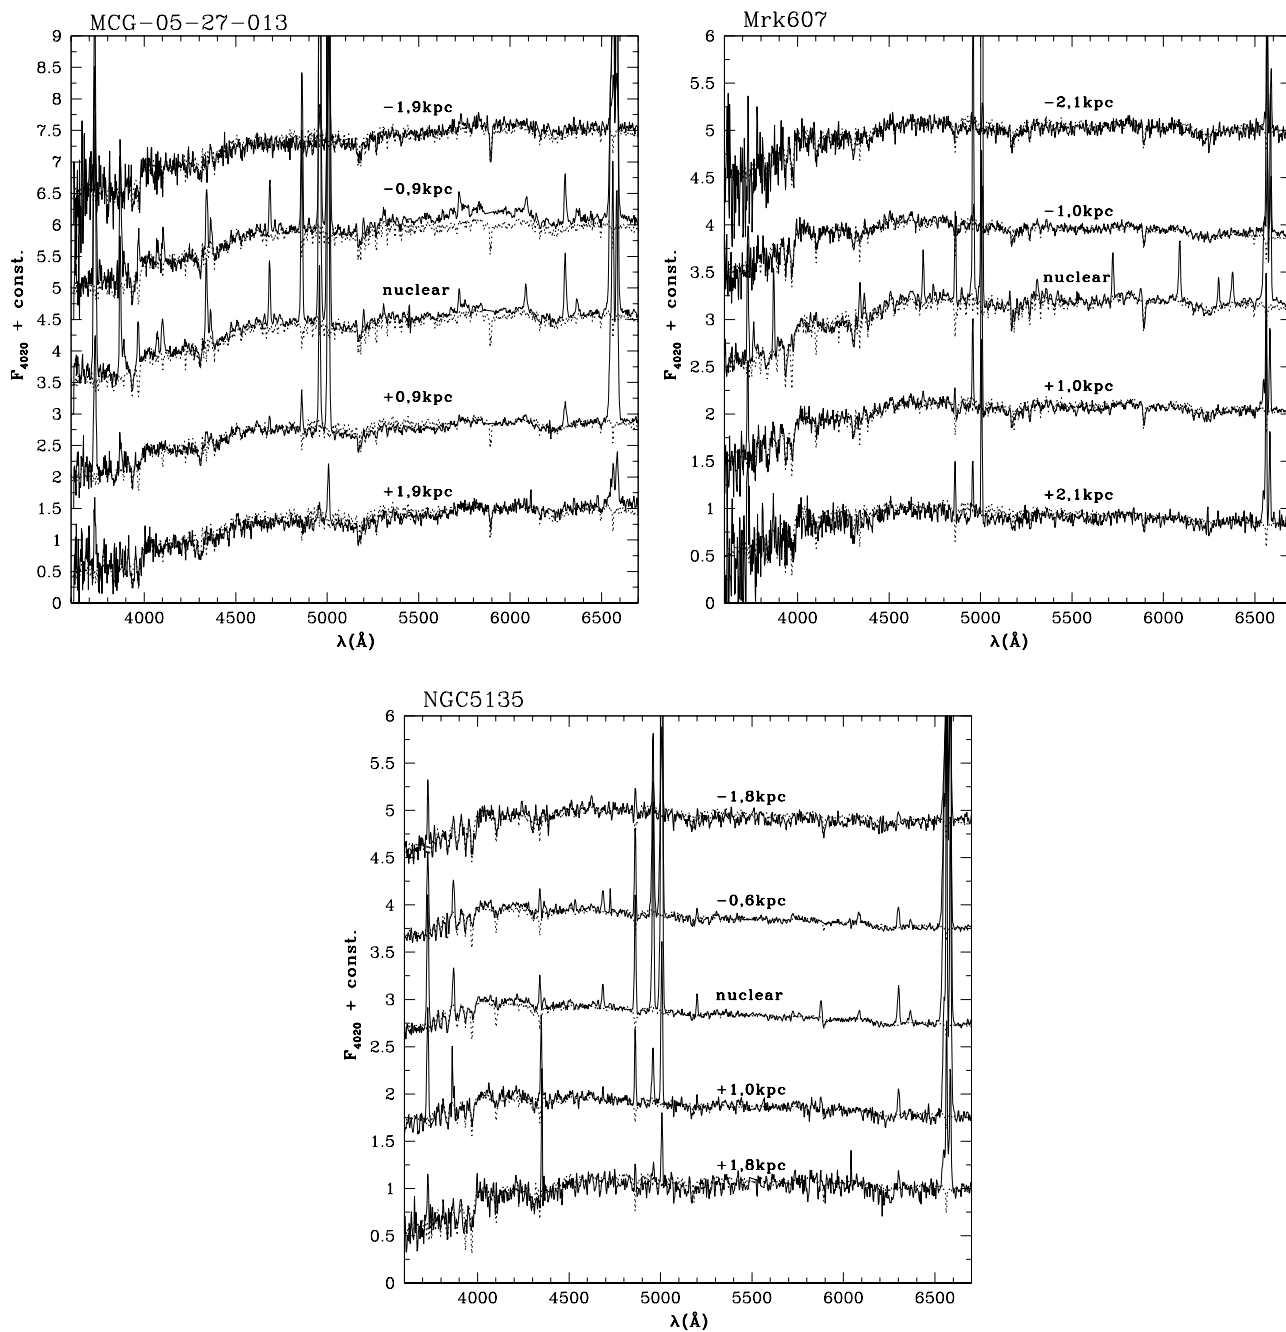 MCG-05-27-013
9
8.5
8
7.5
7
6.5
6
5.5
5
4.5
4
3.5
3
2.5
2
1.5
1
0.5
0
F4020 + const.
-1,9kpc
-0,9kpc
nuclear
+0,9kpc
+1,9kpc
4000 4500 5000 5500 6000 6500
λ(Å)
Mrk607
6
5.5
5
4.5
4
3.5
3
2.5
2
1.5
1
0.5
0
F4020 + const.
-2,1kpc
-1,0kpc
nuclear
+1,0kpc
+2,1kpc
4000 4500 5000 5500 6000 6500
λ(Å)
NGC5135
6
5.5
5
4.5
4
3.5
3
2.5
2
1.5
1
0.5
0
F4020 + const.
-1,8kpc
-0,6kpc
nuclear
+1,0kpc
+1,8kpc
4000 4500 5000 5500 6000 6500
λ(Å)